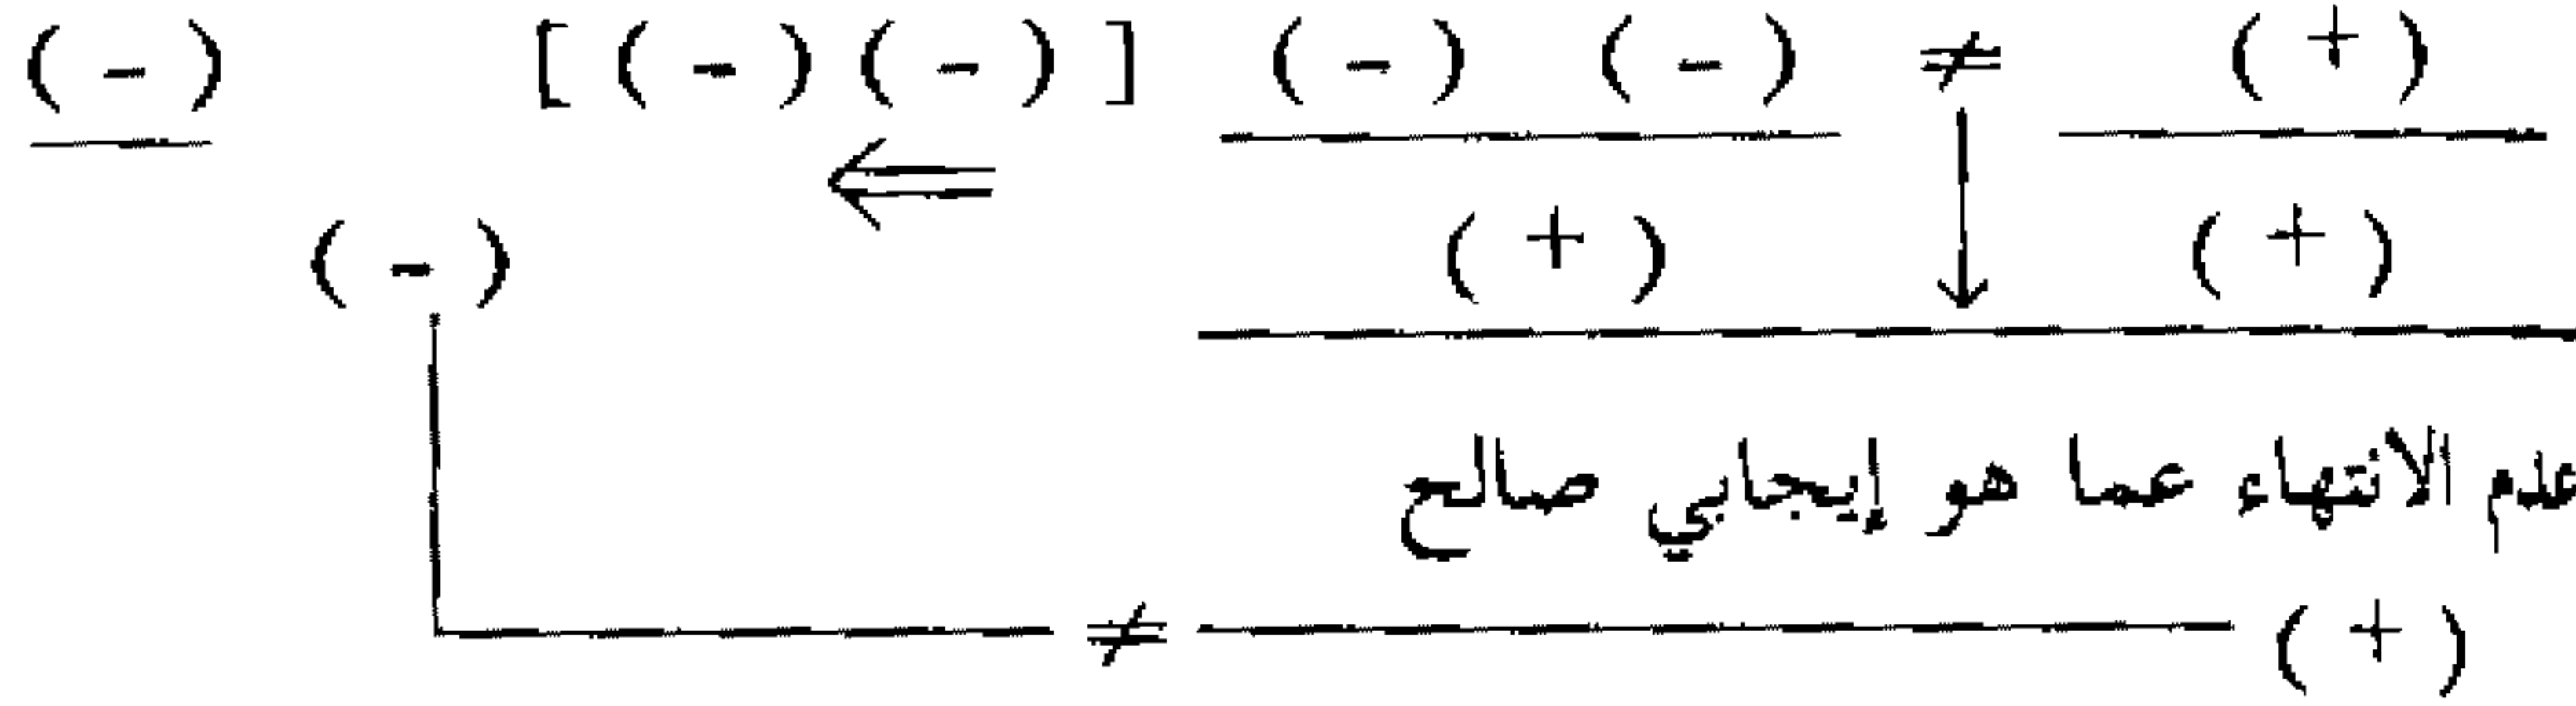 ( - ) [ ( - ) ( - ) ] ( - ) ( - ) ≠ ( + )
⇐ ↓
( - ) ( + ) ( + )
عدم الانتهاء عما هو إيجابي صالح
≠ ( + )